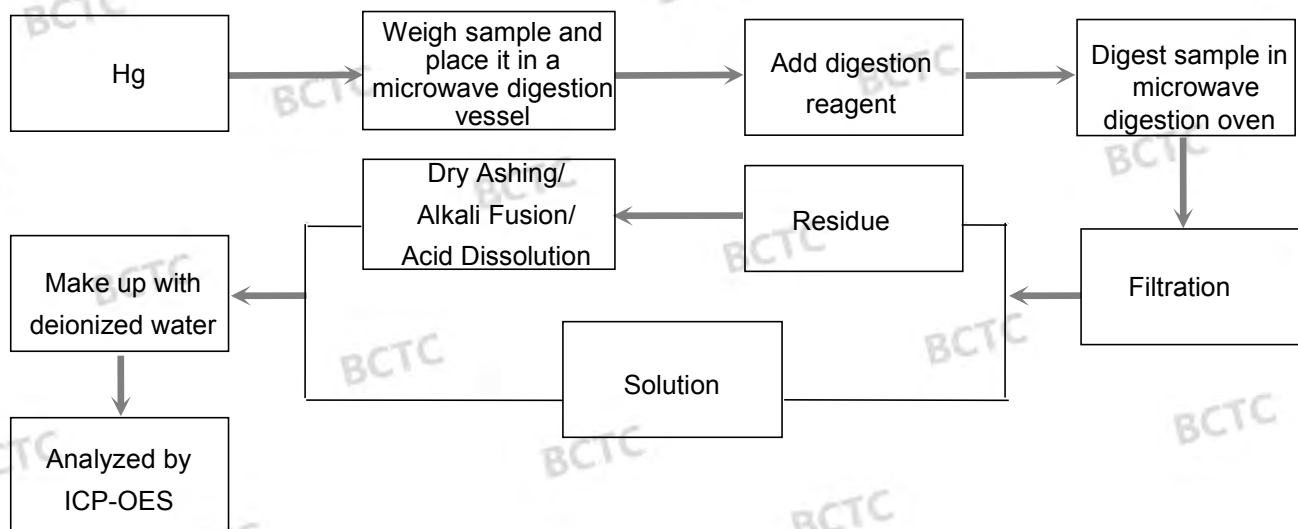 Hg
Weigh sample and
place it in a
microwave digestion
vessel
Add digestion
reagent
Digest sample in
microwave
digestion oven
Filtration
Residue
Dry Ashing/
Alkali Fusion/
Acid Dissolution
Solution
Make up with
deionized water
Analyzed by
ICP-OES
BCTC
BCTC
BCTC
BCTC
BCTC
BCTC
BCTC
BCTC
BCTC
BCTC
BCTC
BCTC